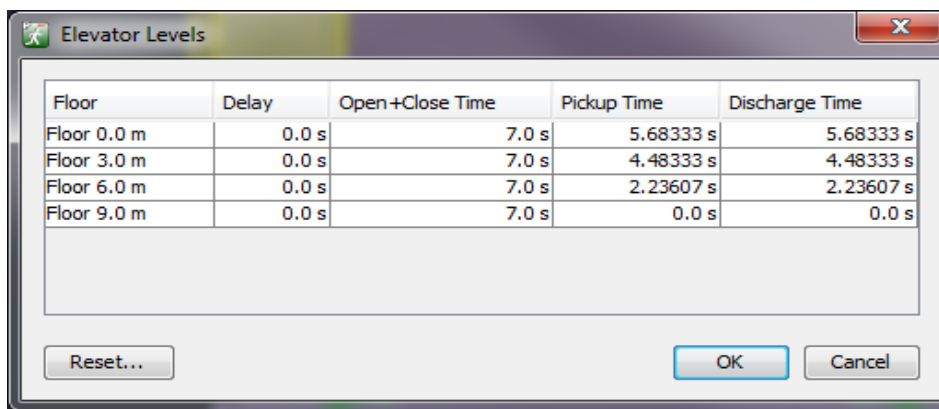 Elevator Levels
Floor Delay Open+Close Time Pickup Time Discharge Time
Floor 0.0 m 0.0 s 7.0 s 5.68333 s 5.68333 s
Floor 3.0 m 0.0 s 7.0 s 4.48333 s 4.48333 s
Floor 6.0 m 0.0 s 7.0 s 2.23607 s 2.23607 s
Floor 9.0 m 0.0 s 7.0 s 0.0 s 0.0 s
Reset... OK Cancel